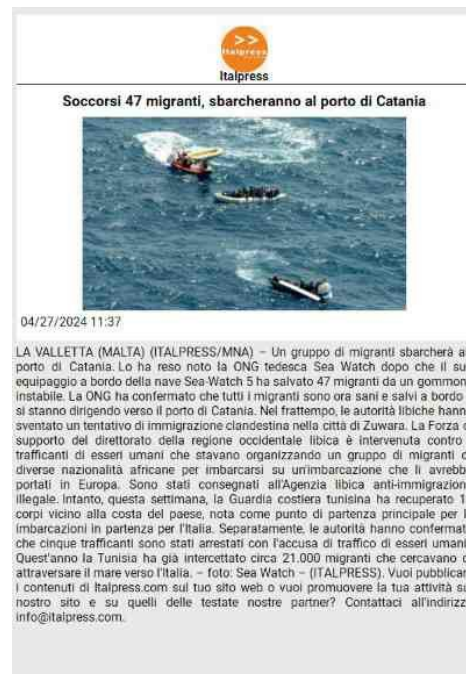 >>
Italpress
Italpress
Soccorsi 47 migranti, sbarcheranno al porto di Catania
04/27/2024 11:37
LA VALLETTA (MALTA) (ITALPRESS/MNA) – Un gruppo di migranti sbarcherà a
porto di Catania. Lo ha reso noto la ONG tedesca Sea Watch dopo che il su
equipaggio a bordo della nave Sea-Watch 5 ha salvato 47 migranti da un gommon
instabile. La ONG ha confermato che tutti i migranti sono ora sani e salvi a bordo
si stanno dirigendo verso il porto di Catania. Nel frattempo, le autorità libiche hann
sventato un tentativo di immigrazione clandestina nella città di Zuwara. La Forza d
supporto del direttorato della regione occidentale libica è intervenuta contro
trafficanti di esseri umani che stavano organizzando un gruppo di migranti d
diverse nazionalità africane per imbarcarsi su un'imbarcazione che li avrebb
portati in Europa. Sono stati consegnati all'Agenzia libica anti-immigrazion
illegale. Intanto, questa settimana, la Guardia costiera tunisina ha recuperato 1
corpi vicino alla costa del paese, nota come punto di partenza principale per l
imbarcazioni in partenza per l'Italia. Separatamente, le autorità hanno confermat
che cinque trafficanti sono stati arrestati con l'accusa di traffico di esseri umani
Quest'anno la Tunisia ha già intercettato circa 21.000 migranti che cercavano d
attraversare il mare verso l'Italia. – foto: Sea Watch – (ITALPRESS). Vuoi pubblicar
i contenuti di Italpress.com sul tuo sito web o vuoi promuovere la tua attività su
nostro sito e su quelli delle testate nostre partner? Contattaci all'indirizz
info@italpress.com.